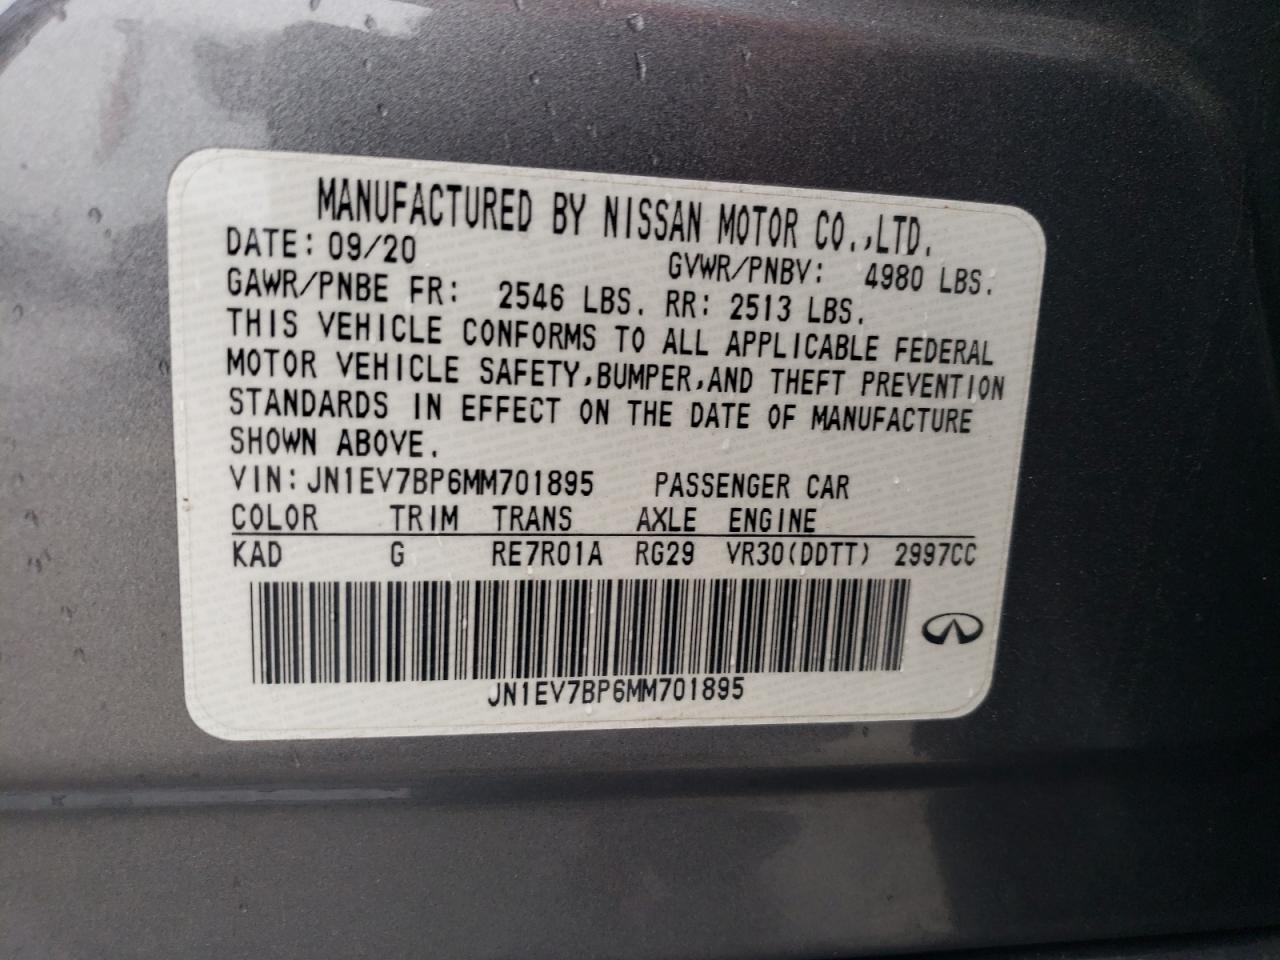 MANUFACTURED BY NISSAN MOTOR CO.,LTD.
DATE: 09/20 GVWR/PNBV: 4980 LBS.
GAWR/PNBE FR: 2546 LBS. RR: 2513 LBS.
THIS VEHICLE CONFORMS TO ALL APPLICABLE FEDERAL
MOTOR VEHICLE SAFETY,BUMPER,AND THEFT PREVENTION
STANDARDS IN EFFECT ON THE DATE OF MANUFACTURE
SHOWN ABOVE.
VIN:JN1EV7BP6MM701895 PASSENGER CAR
COLOR TRIM TRANS AXLE ENGINE
KAD G RE7R01A RG29 VR30(DDTT) 2997CC
JN1EV7BP6MM701895